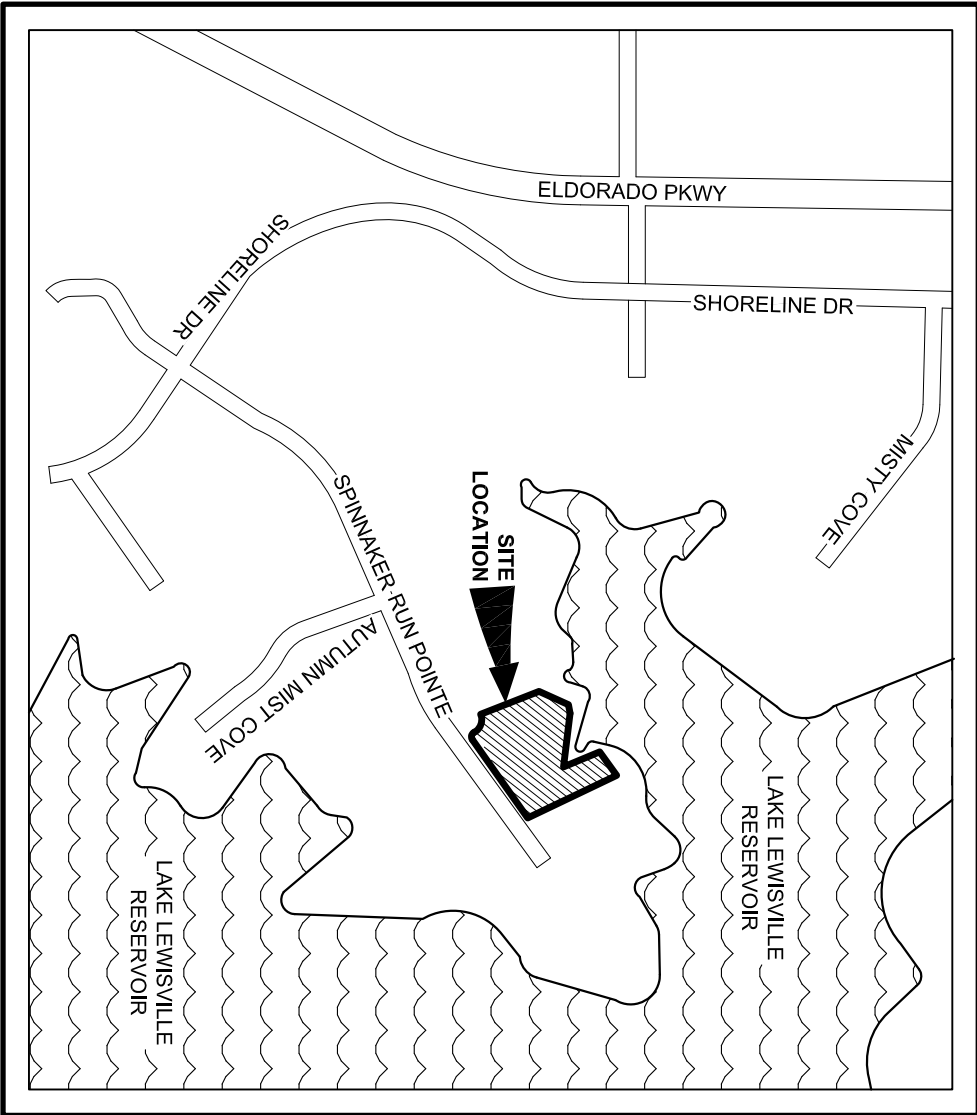 ELDORADO PKWY
SHORELINE DR
SHORELINE DR
MISTY COVE
SITE
LOCATION
SPINNAKER RUN POINTE
AUTUMN MIST COVE
LAKE LEWISVILLE
RESERVOIR
LAKE LEWISVILLE
RESERVOIR